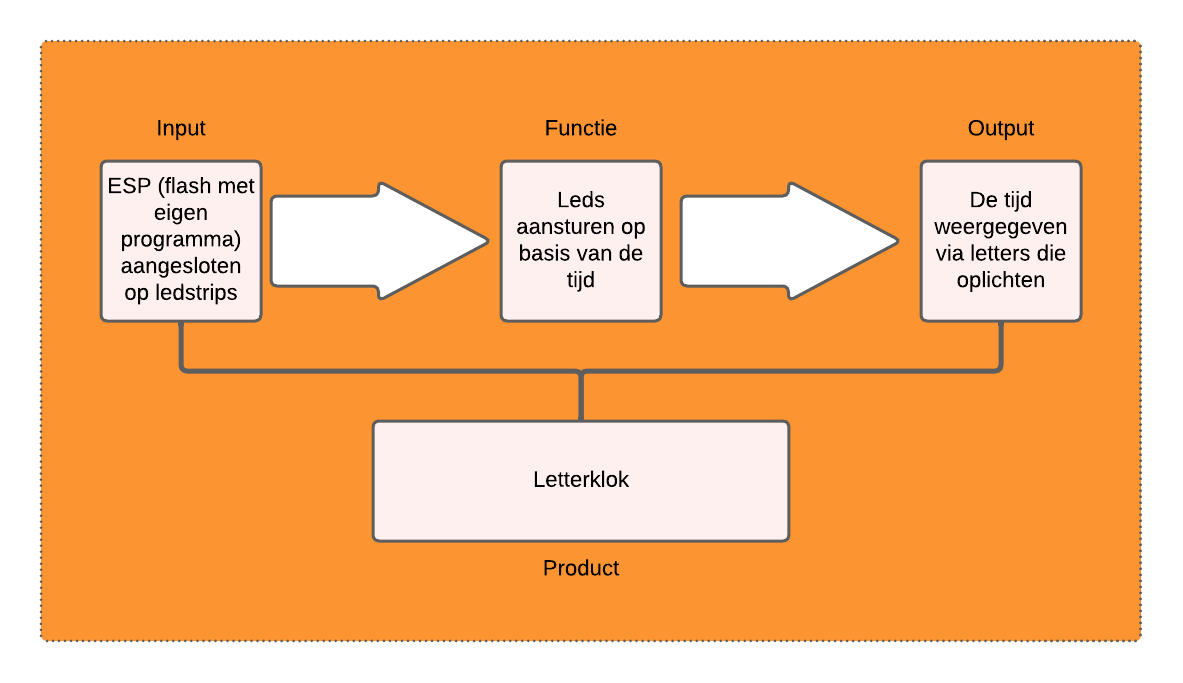 Input
Functie
Output
ESP (flash met
eigen
programma)
aangesloten
op ledstrips
Leds
aansturen op
basis van de
tijd
De tijd
weergegeven
via letters die
oplichten
Letterklok
Product